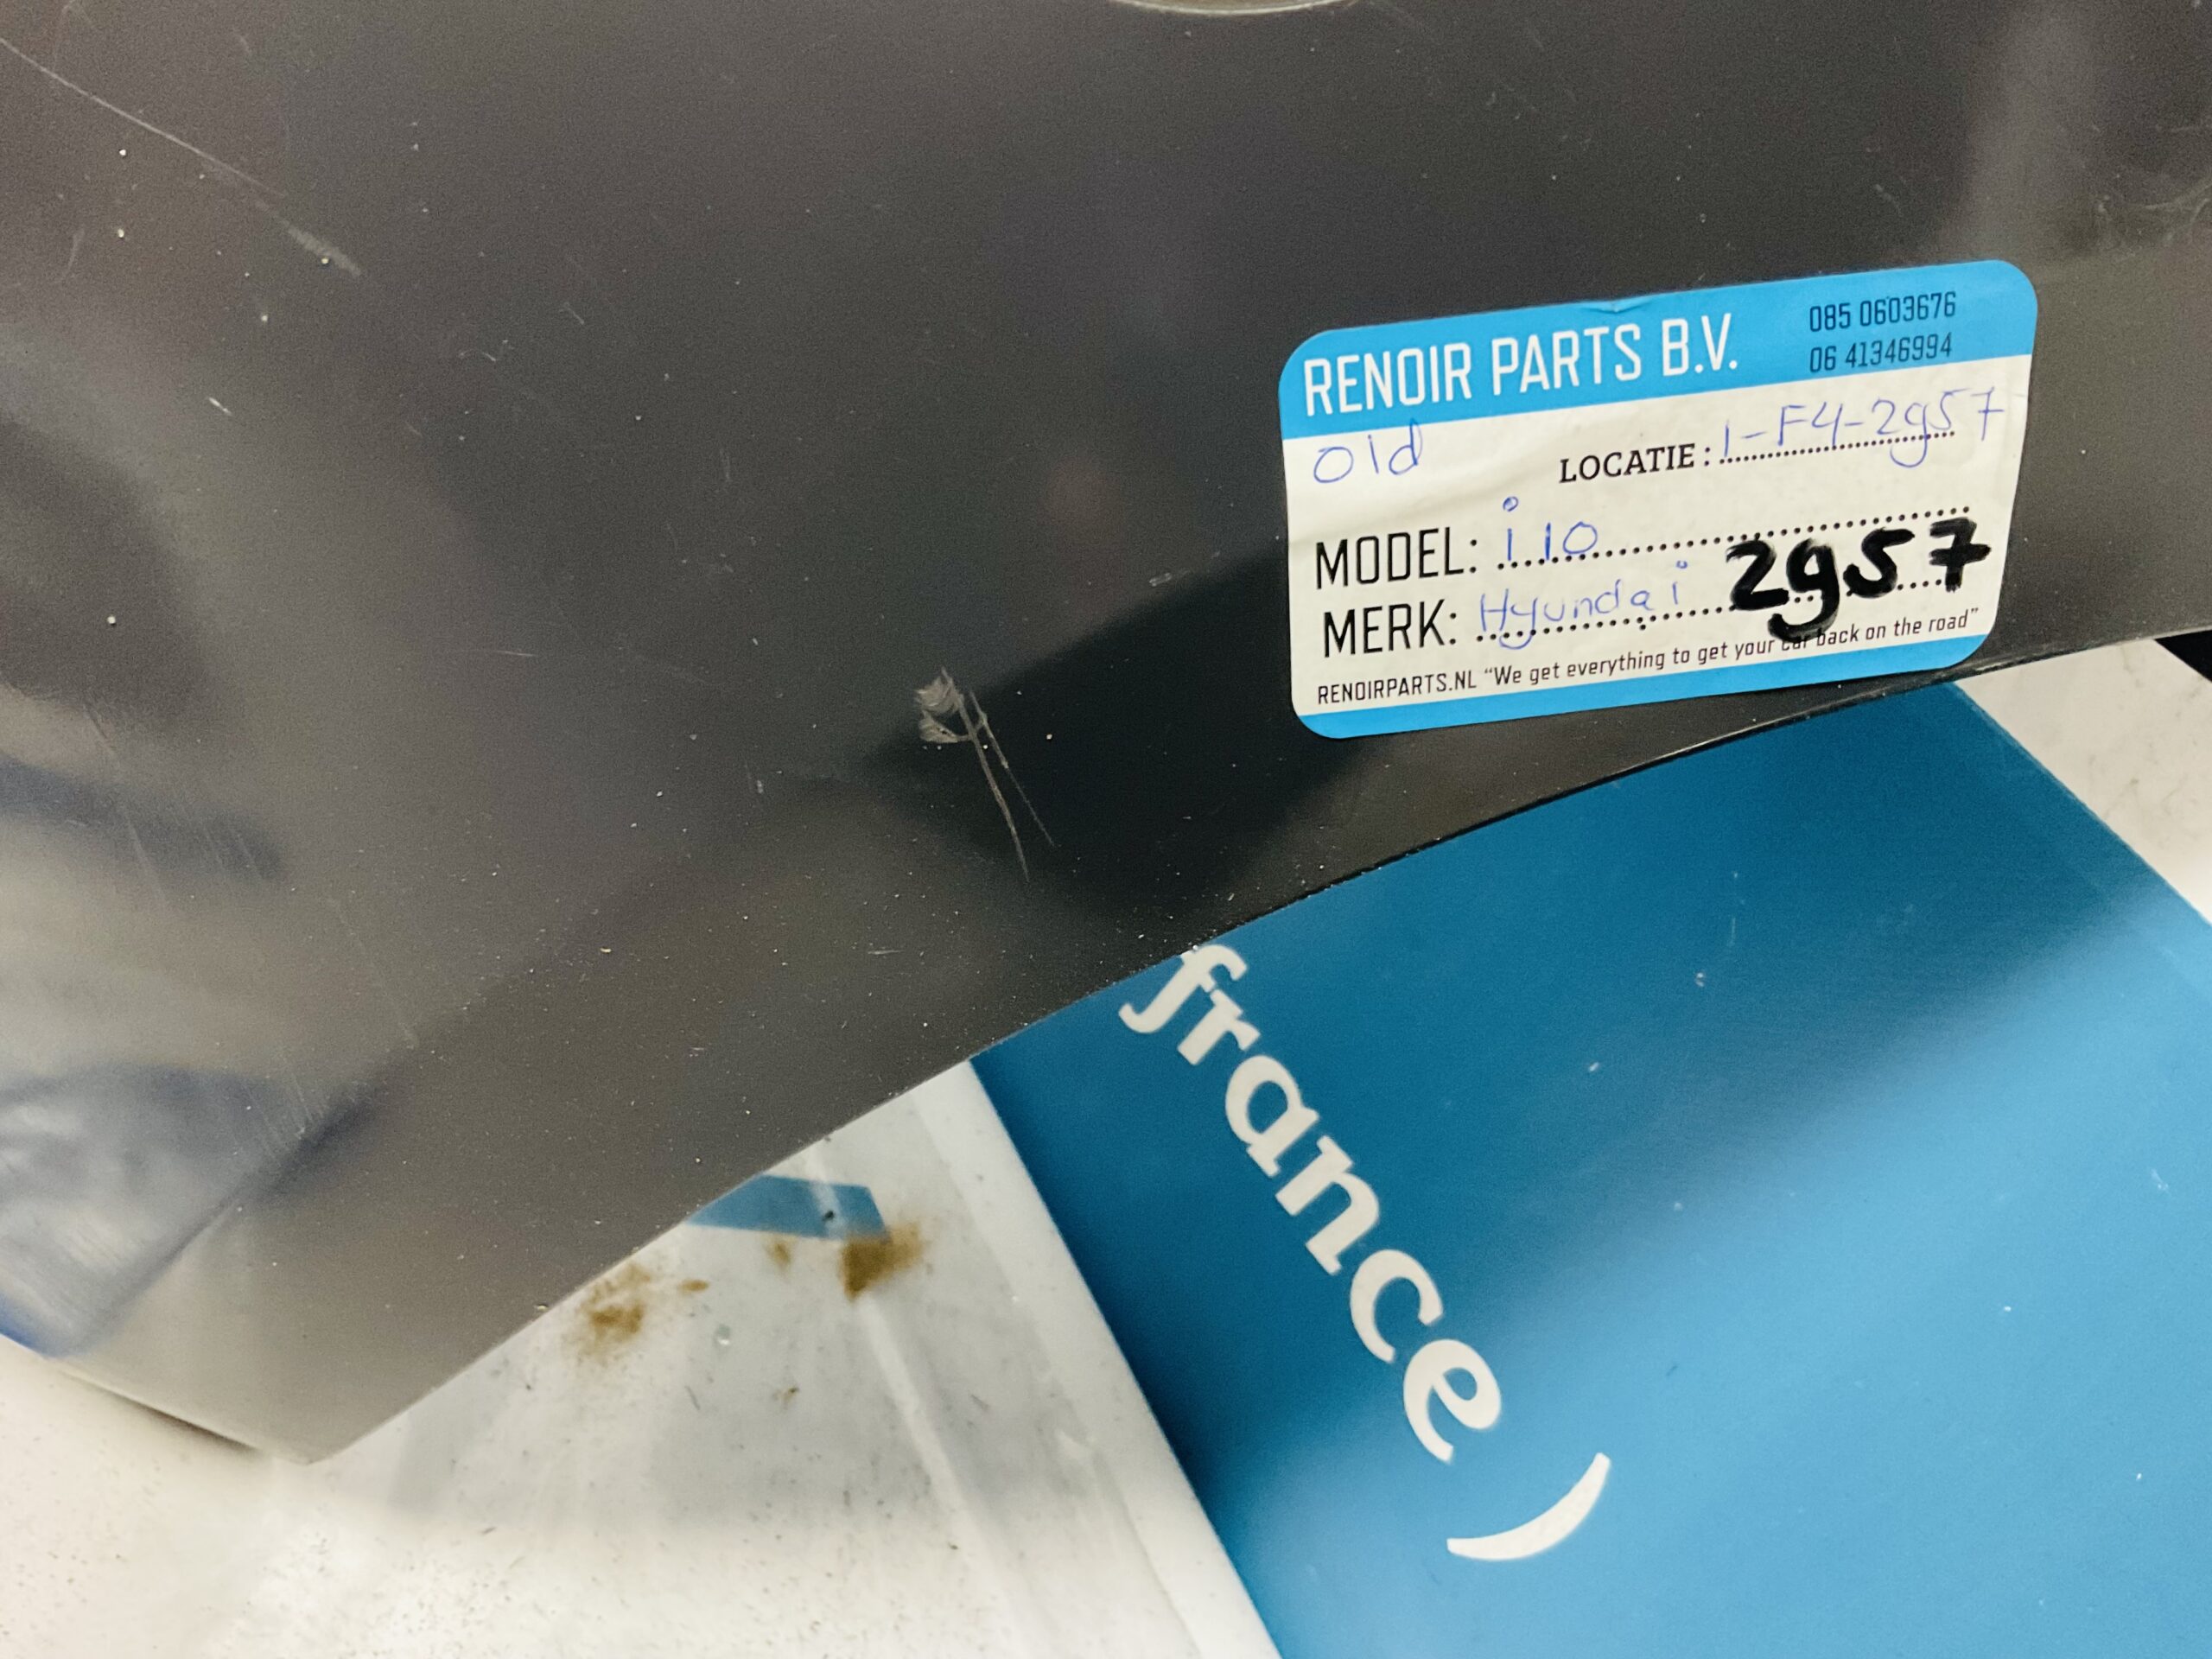 RENOIR PARTS B.V.
085 0603676
06 41346994
old
LOCATIE: 1-F4-2957
MODEL: i10
MERK: Hyundai 2957
RENOIRPARTS.NL "We get everything to get your car back on the road"
france)